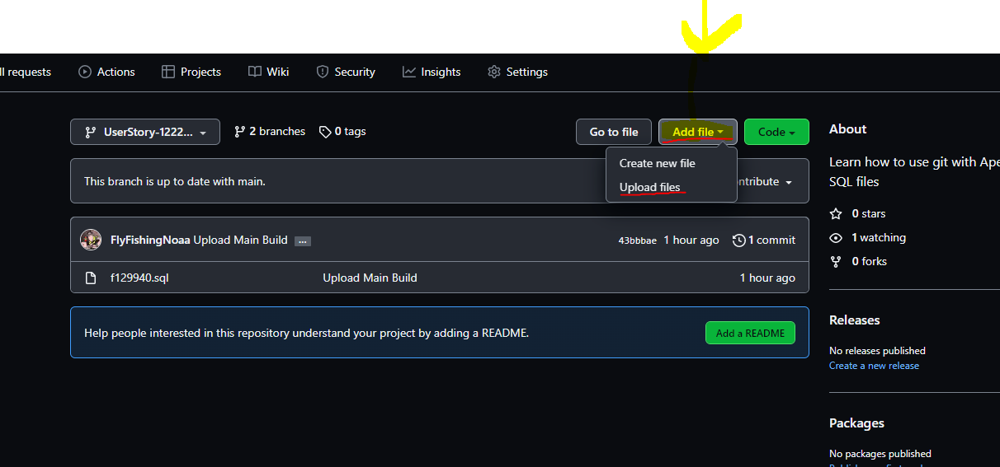 ll requests Actions Projects Wiki Security Insights Settings
UserStory-1222... 2 branches 0 tags Go to file Add file Code
Create new file
Upload files
This branch is up to date with main. ntribute
FlyFishingNoaa Upload Main Build ... 43bbbae 1 hour ago 1 commit
f129940.sql Upload Main Build 1 hour ago
Help people interested in this repository understand your project by adding a README. Add a README
About
Learn how to use git with Ape
SQL files
0 stars
1 watching
0 forks
Releases
No releases published
Create a new release
Packages
No packages published